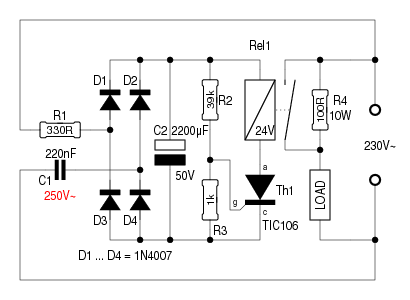 Rel1
D1 D2
39k
R2
R1
330R
C2 2200µF
24V
100R
R4
10W
230V~
220nF
C1
250V~
50V
a
Th1
g
c
TIC106
1k
R3
LOAD
D3 D4
D1 ... D4 = 1N4007